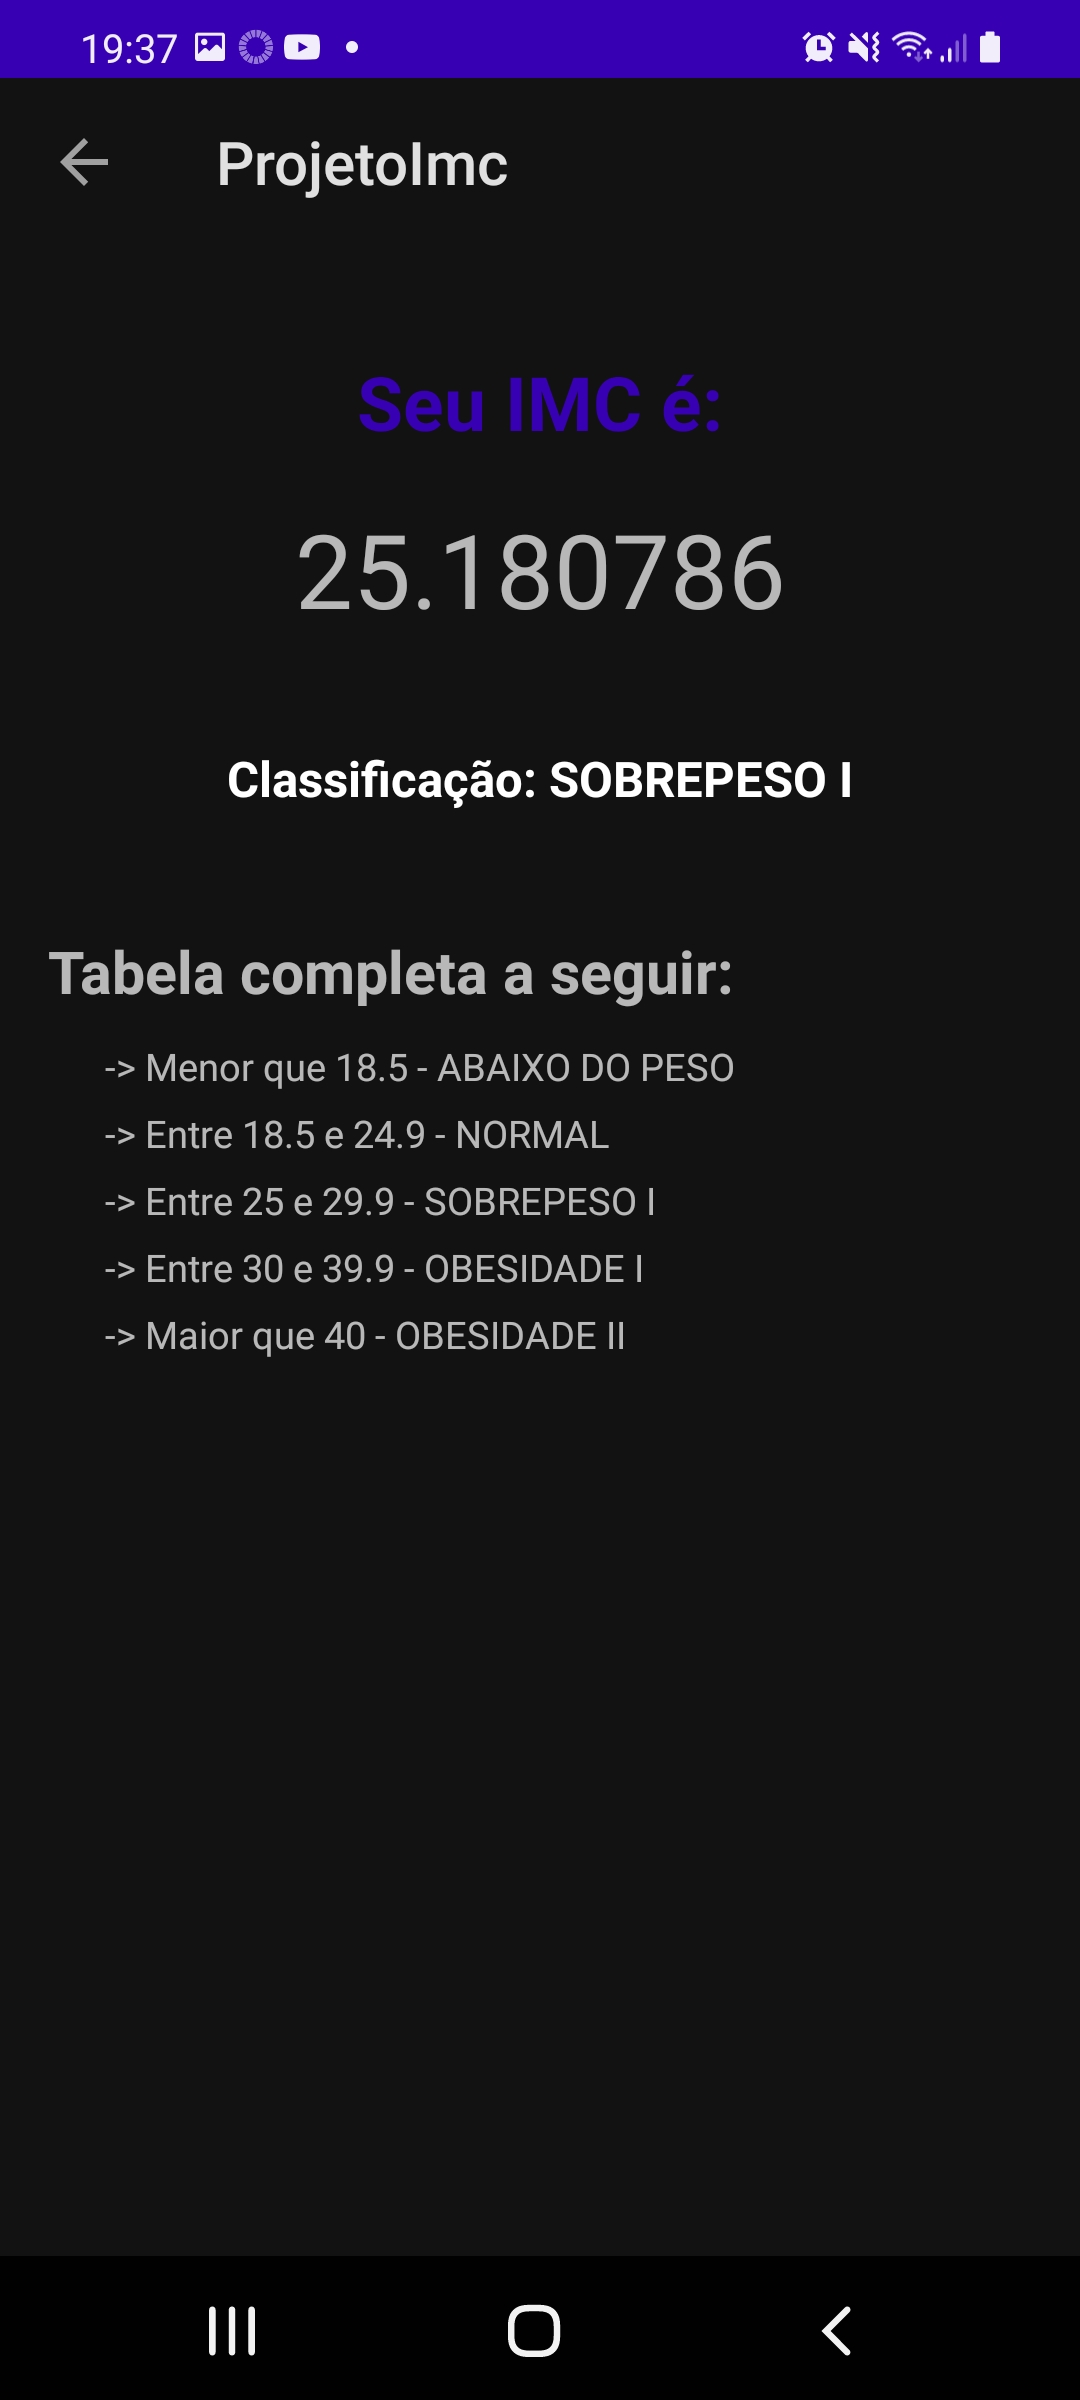 19:37
ProjetoImc
Seu IMC é:
25.180786
Classificação: SOBREPESO I
Tabela completa a seguir:
-> Menor que 18.5 - ABAIXO DO PESO
-> Entre 18.5 e 24.9 - NORMAL
-> Entre 25 e 29.9 - SOBREPESO I
-> Entre 30 e 39.9 - OBESIDADE I
-> Maior que 40 - OBESIDADE II